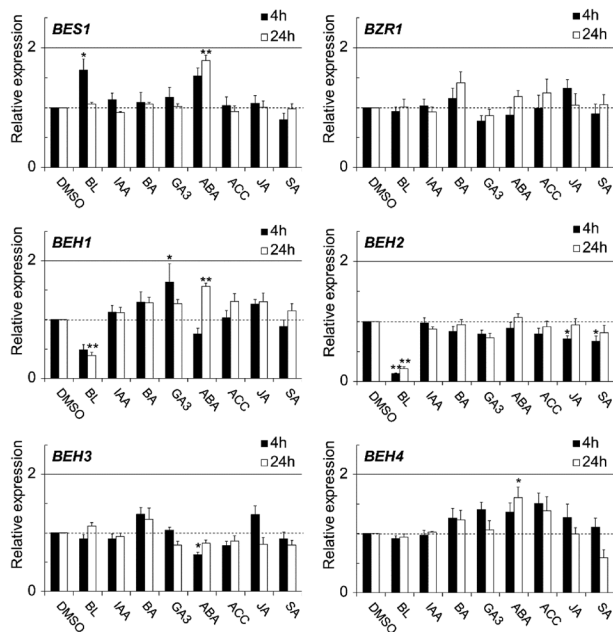 BES1
4h
24h
Relative expression
2
1
0
*
**
DMSO
BL
IAA
BA
GA3
ABA
ACC
JA
SA
BZR1
4h
24h
Relative expression
2
1
0
DMSO
BL
IAA
BA
GA3
ABA
ACC
JA
SA
BEH1
4h
24h
Relative expression
2
1
0
**
*
**
DMSO
BL
IAA
BA
GA3
ABA
ACC
JA
SA
BEH2
4h
24h
Relative expression
2
1
0
**
**
*
*
DMSO
BL
IAA
BA
GA3
ABA
ACC
JA
SA
BEH3
4h
24h
Relative expression
2
1
0
*
DMSO
BL
IAA
BA
GA3
ABA
ACC
JA
SA
BEH4
4h
24h
Relative expression
2
1
0
*
DMSO
BL
IAA
BA
GA3
ABA
ACC
JA
SA